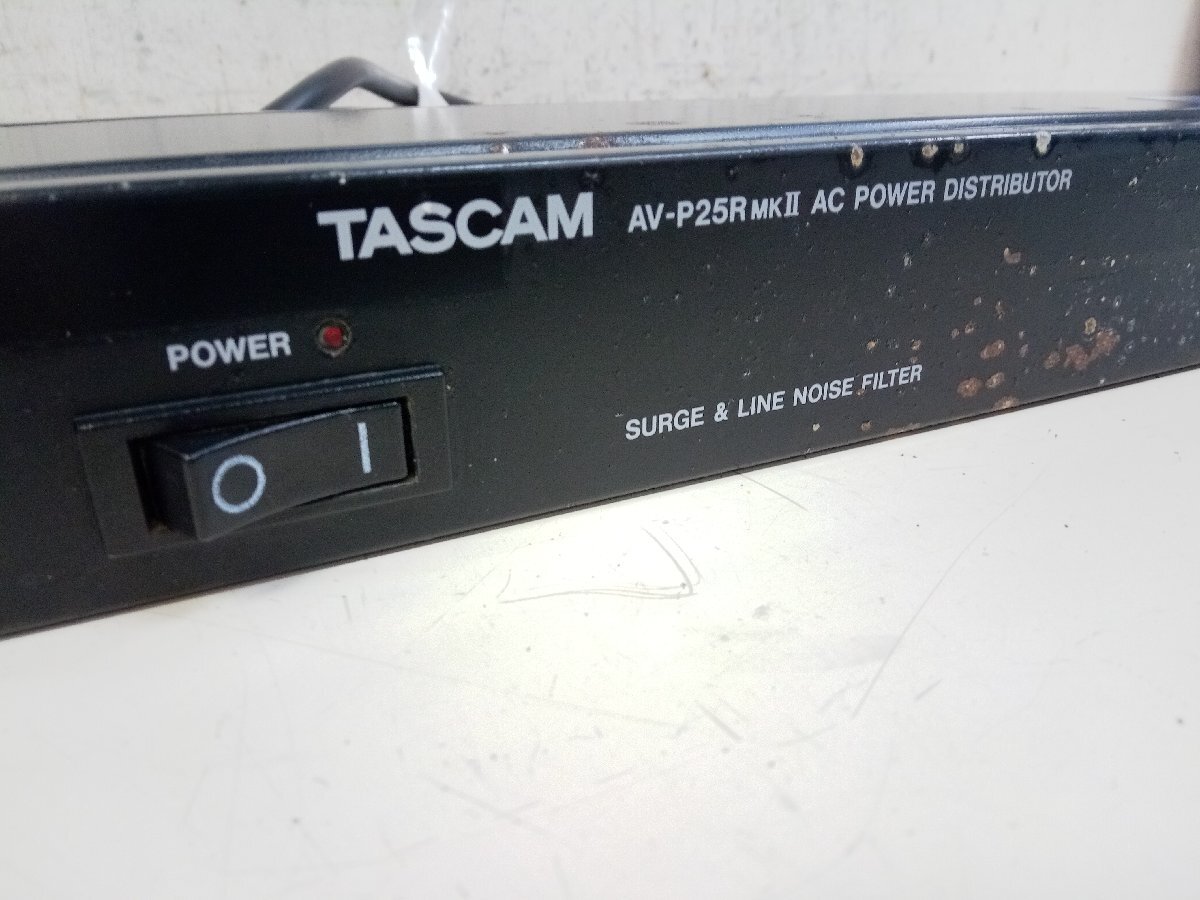 TASCAM AV-P25R MKII AC POWER DISTRIBUTOR
POWER
O I
SURGE & LINE NOISE FILTER